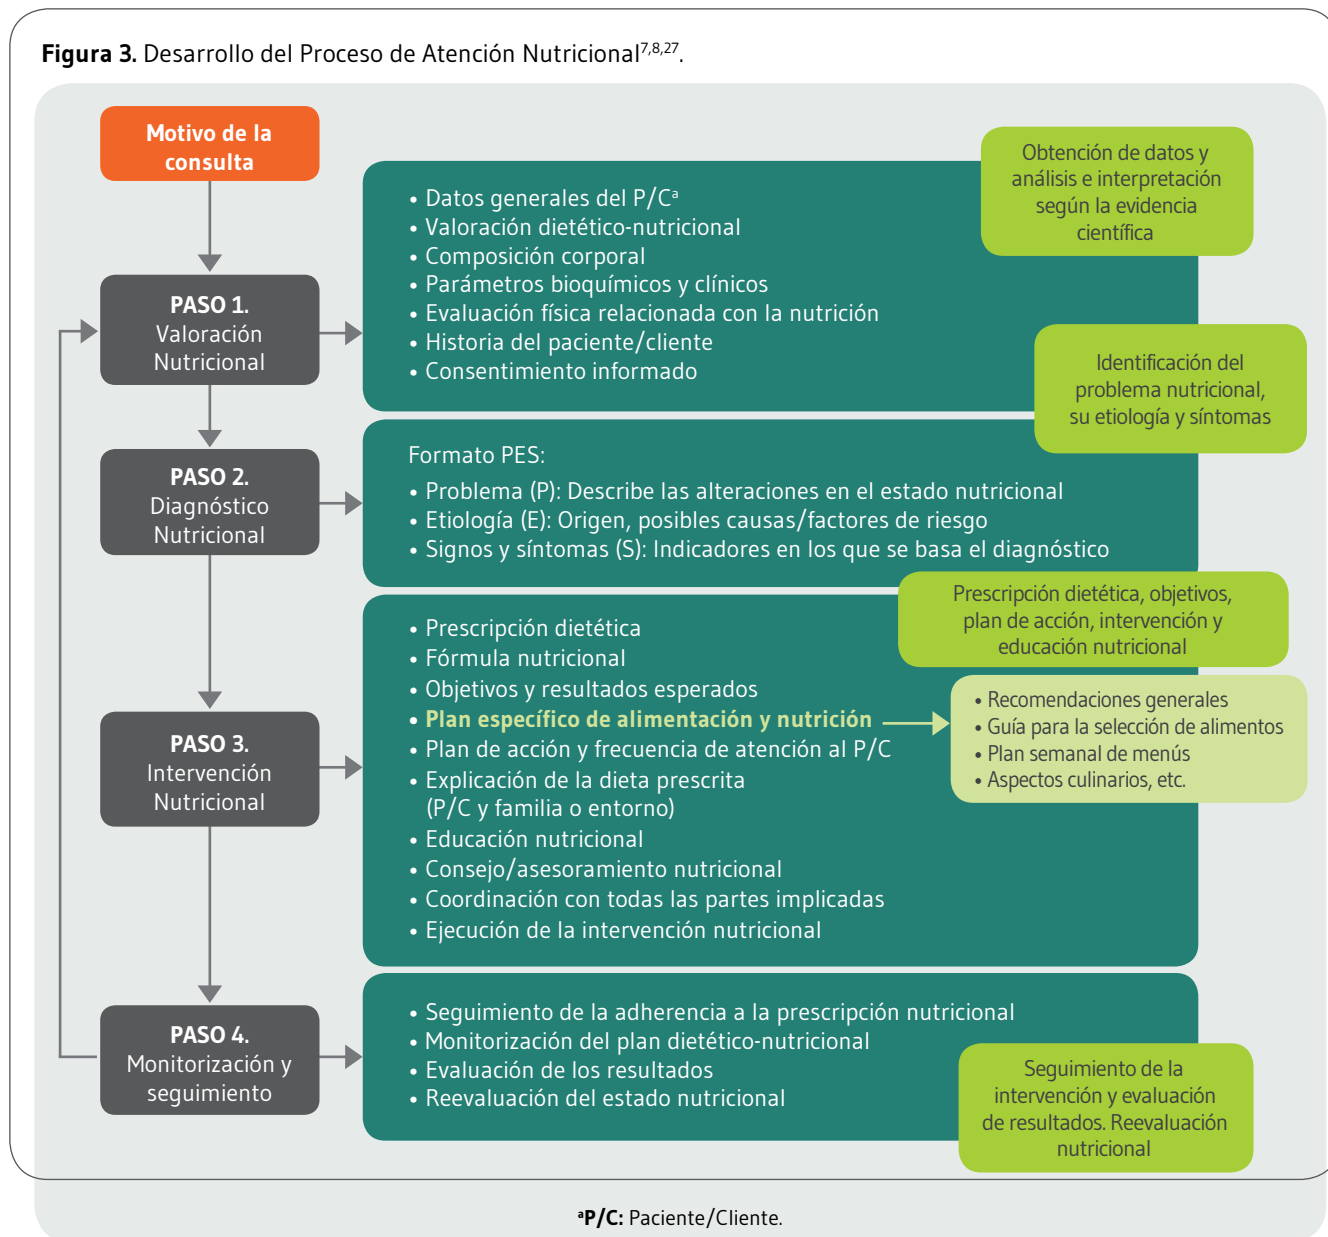 Figura 3. Desarrollo del Proceso de Atención Nutricional7,8,27.
Motivo de la
consulta
Obtención de datos y
análisis e interpretación
según la evidencia
científica
PASO 1.
Valoración
Nutricional
• Datos generales del P/Cª
• Valoración dietético-nutricional
• Composición corporal
• Parámetros bioquímicos y clínicos
• Evaluación física relacionada con la nutrición
• Historia del paciente/cliente
• Consentimiento informado
Identificación del
problema nutricional,
su etiología y síntomas
PASO 2.
Diagnóstico
Nutricional
Formato PES:
• Problema (P): Describe las alteraciones en el estado nutricional
• Etiología (E): Origen, posibles causas/factores de riesgo
• Signos y síntomas (S): Indicadores en los que se basa el diagnóstico
Prescripción dietética, objetivos,
plan de acción, intervención y
educación nutricional
PASO 3.
Intervención
Nutricional
• Prescripción dietética
• Fórmula nutricional
• Objetivos y resultados esperados
• Plan específico de alimentación y nutrición
• Plan de acción y frecuencia de atención al P/C
• Explicación de la dieta prescrita
(P/C y familia o entorno)
• Educación nutricional
• Consejo/asesoramiento nutricional
• Coordinación con todas las partes implicadas
• Ejecución de la intervención nutricional
• Recomendaciones generales
• Guía para la selección de alimentos
• Plan semanal de menús
• Aspectos culinarios, etc.
PASO 4.
Monitorización y
seguimiento
• Seguimiento de la adherencia a la prescripción nutricional
• Monitorización del plan dietético-nutricional
• Evaluación de los resultados
• Reevaluación del estado nutricional
Seguimiento de la
intervención y evaluación
de resultados. Reevaluación
nutricional
ªP/C: Paciente/Cliente.